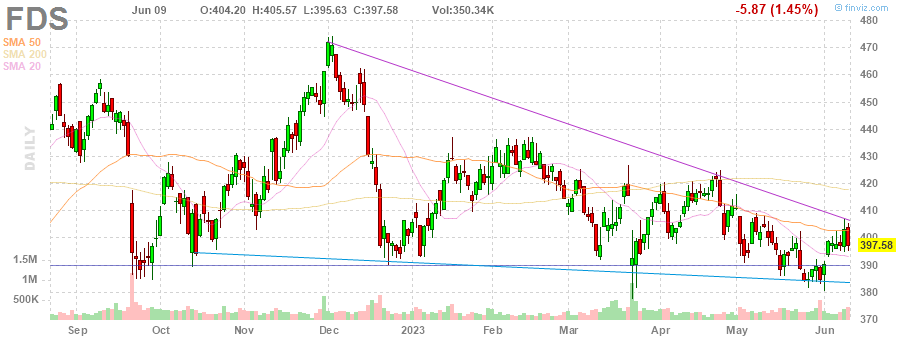 FDS Jun 09 O:404.20 H:405.57 L:395.63 C:397.58 Vol:350.34K -5.87 (1.45%) © finviz.com
SMA 50
SMA 200
SMA 20
DAILY
480
470
460
450
440
430
420
410
400
397.58
390
380
370
1.5M
1M
500K
Sep Oct Nov Dec 2023 Feb Mar Apr May Jun